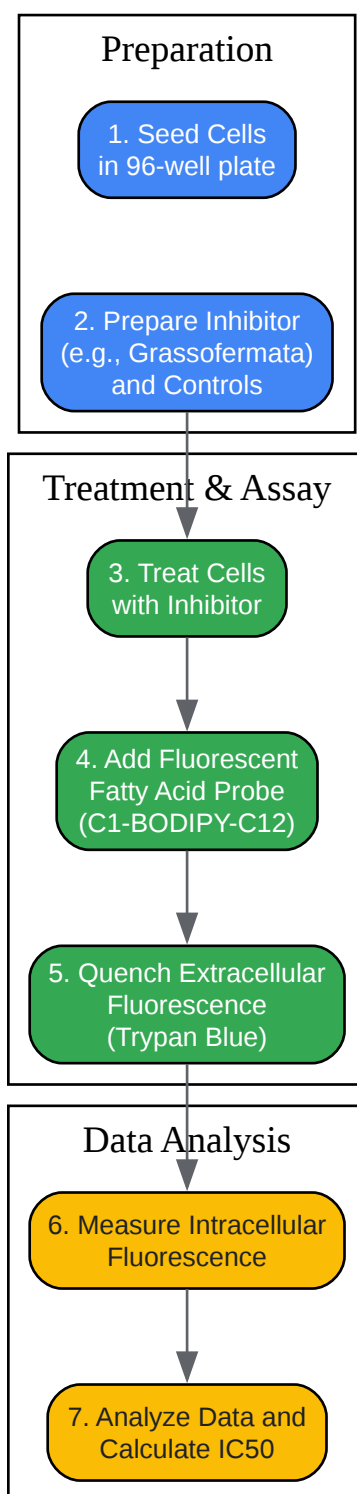 Preparation
1. Seed Cells
in 96-well plate
2. Prepare Inhibitor
(e.g., Grassofermata)
and Controls
Treatment & Assay
3. Treat Cells
with Inhibitor
4. Add Fluorescent
Fatty Acid Probe
(C1-BODIPY-C12)
5. Quench Extracellular
Fluorescence
(Trypan Blue)
Data Analysis
6. Measure Intracellular
Fluorescence
7. Analyze Data and
Calculate IC50